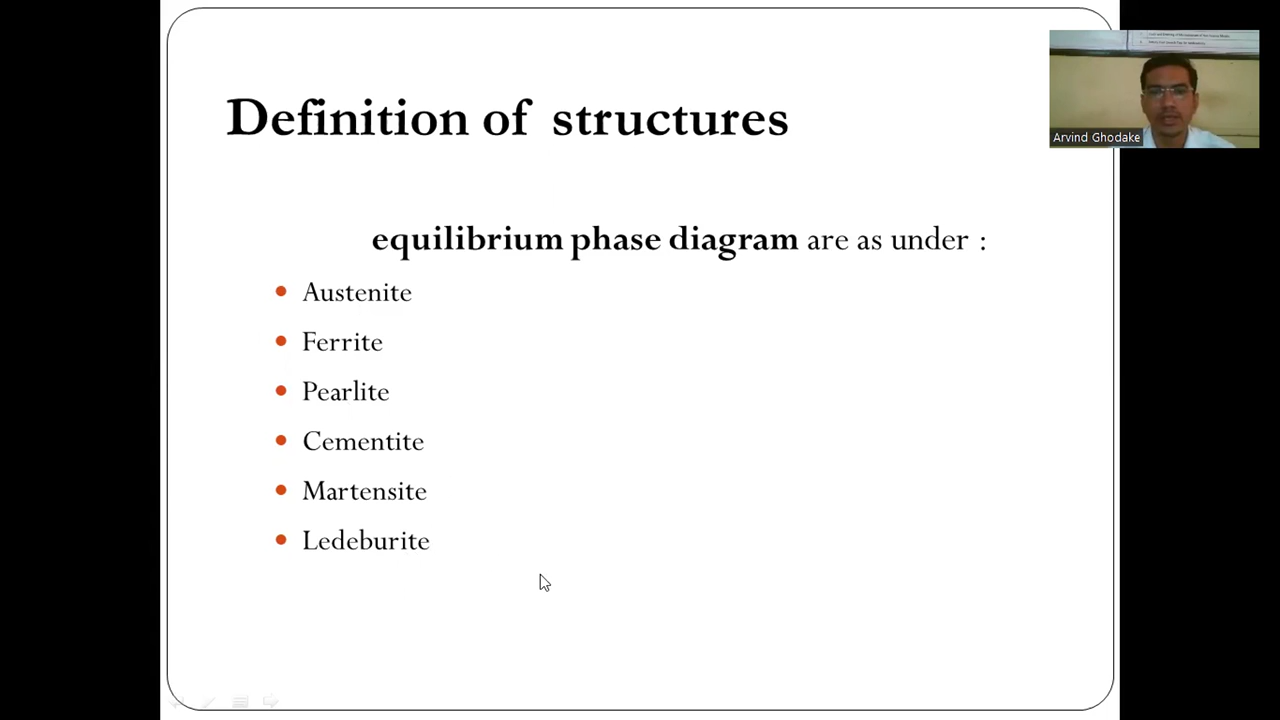 Definition of structures
Arvind Ghodake
equilibrium phase diagram are as under :
• Austenite
• Ferrite
• Pearlite
• Cementite
• Martensite
• Ledeburite